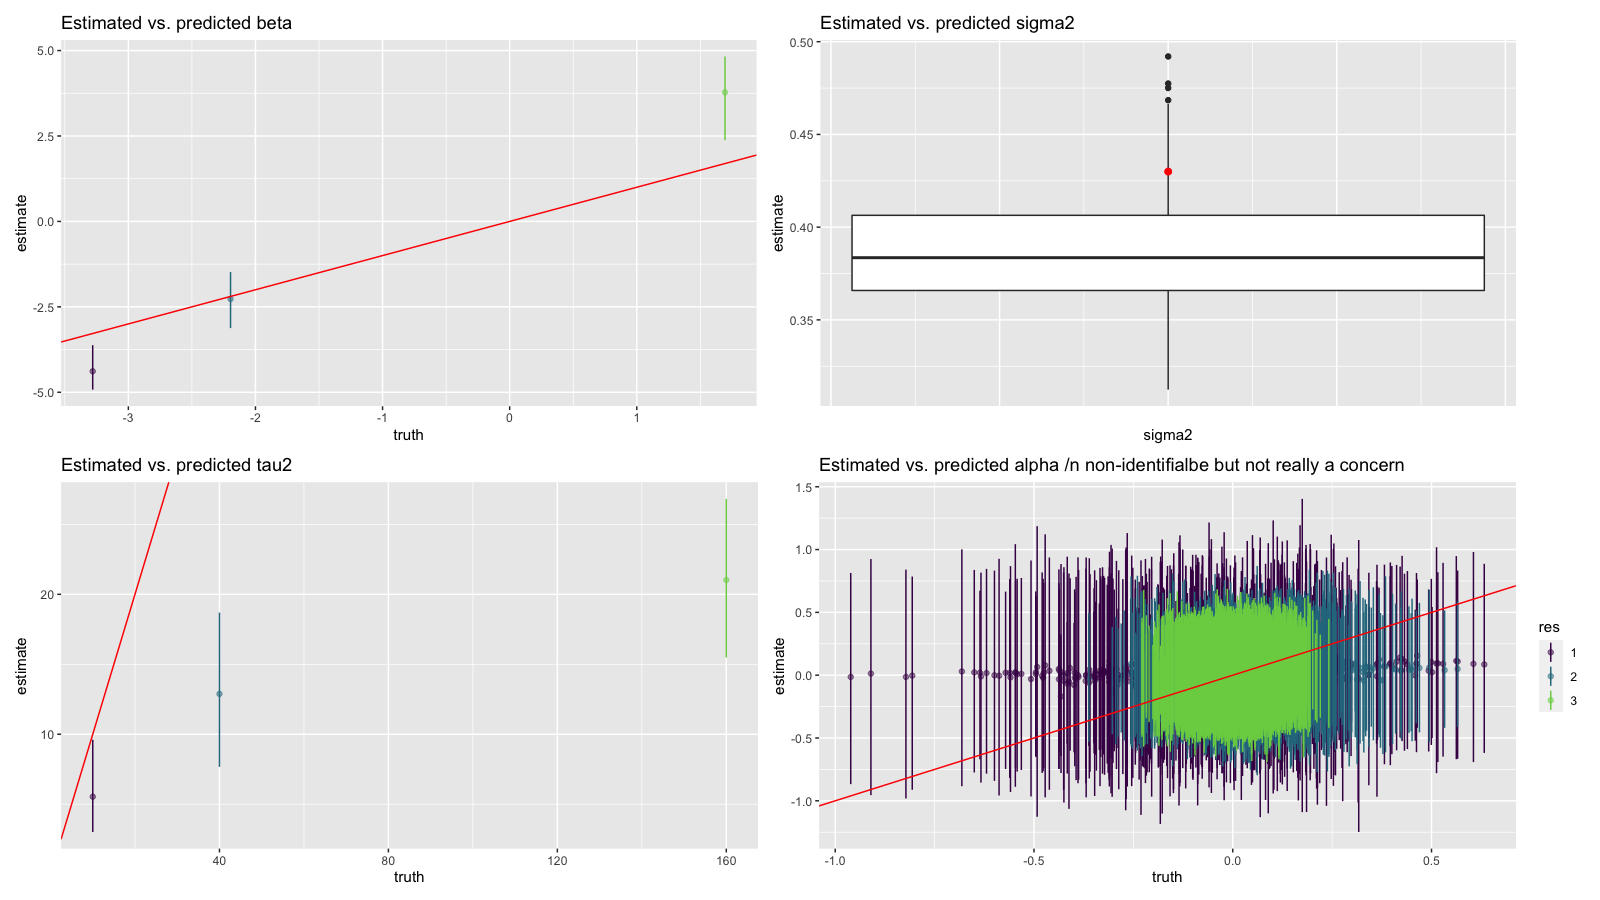 Estimated vs. predicted beta
5.0
2.5
0.0
-2.5
-5.0
estimate
-3
-2
-1
0
1
truth
Estimated vs. predicted sigma2
0.50
0.45
0.40
0.35
estimate
sigma2
Estimated vs. predicted tau2
20
10
estimate
40
80
120
160
truth
Estimated vs. predicted alpha /n non-identifialbe but not really a concern
1.5
1.0
0.5
0.0
-0.5
-1.0
estimate
-1.0
-0.5
0.0
0.5
truth
res
1
2
3